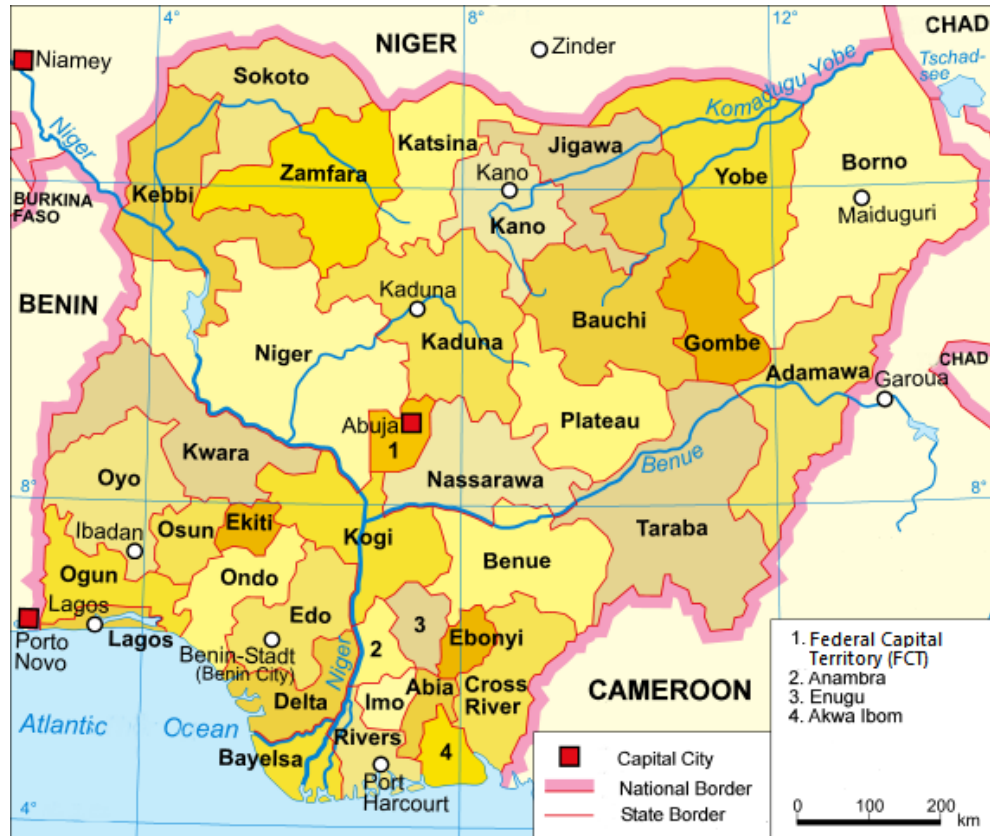 4°
8°
12°
CHAD
NIGER
Zinder
Niamey
Tschad-
see
Sokoto
Komadugu Yobe
Niger
Katsina
Jigawa
Zamfara
Kano
Yobe
Borno
Kebbi
BURKINA
FASO
Maiduguri
Kano
BENIN
Kaduna
Bauchi
Niger
Kaduna
Gombe
CHAD
Adamawa
Garoua
Abuja
Plateau
1
Kwara
Benue
Nassarawa
Oyo
8°
8°
Ibadan
Osun
Ekiti
Kogi
Taraba
Benue
Ogun
Ondo
Lagos
Edo
3
Ebonyi
Porto
Novo
Lagos
2
Benin-Stadt
(Benin City)
Niger
Abia
Cross
River
CAMEROON
Delta
Imo
Atlantic Ocean
Rivers
4
Bayelsa
Port
Harcourt
4°
1. Federal Capital
Territory (FCT)
2. Anambra
3. Enugu
4. Akwa Ibom
Capital City
National Border
State Border
0 100 200
km